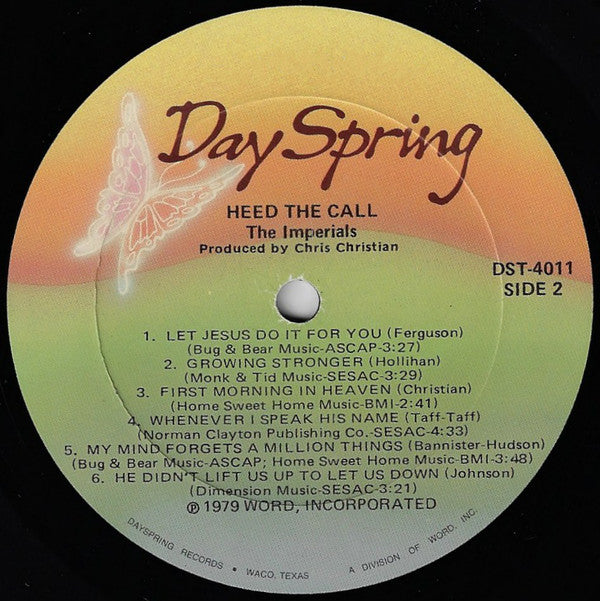 DaySpring
HEED THE CALL
The Imperials
Produced by Chris Christian
DST-4011
SIDE 2
1. LET JESUS DO IT FOR YOU (Ferguson)
(Bug & Bear Music-ASCAP-3:27)
2. GROWING STRONGER (Hollihan)
(Monk & Tid Music-SESAC-3:29)
3. FIRST MORNING IN HEAVEN (Christian)
(Home Sweet Home Music-BMI-2:41)
4. WHENEVER I SPEAK HIS NAME (Taff-Taff)
(Norman Clayton Publishing Co.-SESAC-4:33)
5. MY MIND FORGETS A MILLION THINGS (Bannister-Hudson)
(Bug & Bear Music-ASCAP; Home Sweet Home Music-BMI-3:48)
6. HE DIDN'T LIFT US UP TO LET US DOWN (Johnson)
(Dimension Music-SESAC-3:21)
℗ 1979 WORD, INCORPORATED
DAYSPRING RECORDS • WACO, TEXAS A DIVISION OF WORD, INC.